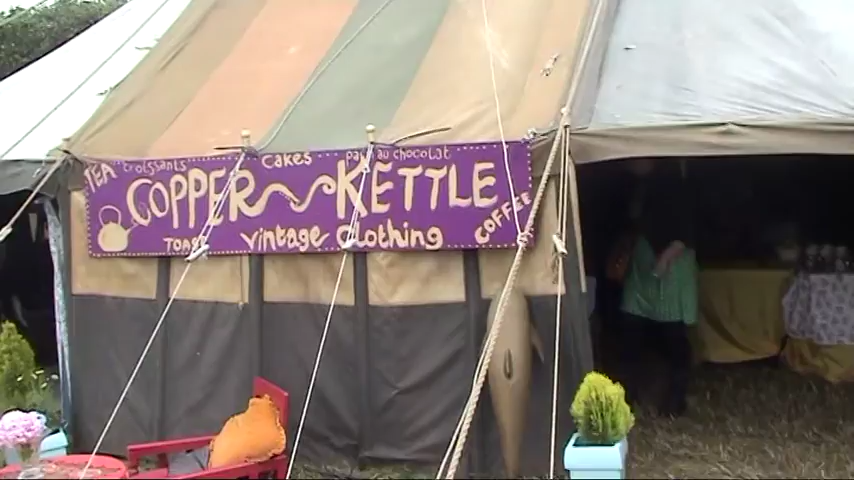 TEA croissants Cakes pain au chocolat
COPPER KETTLE
TOAST vintage clothing COFFEE